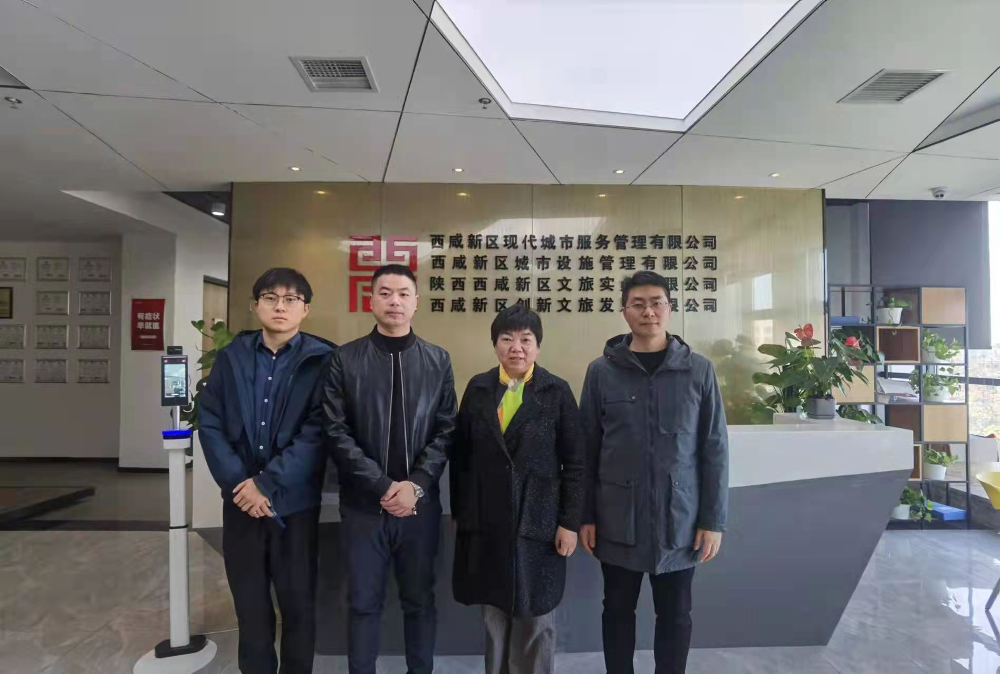 西咸新区现代城市服务管理有限公司
西咸新区城市设施管理有限公司
陕西西咸新区文旅实 限公司
西咸新区创新文旅发 限公司
有症状
早就医